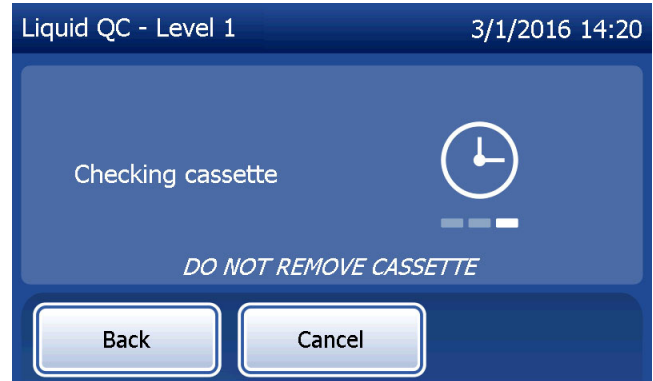 Liquid QC - Level 1 3/1/2016 14:20
Checking cassette
DO NOT REMOVE CASSETTE
Back Cancel